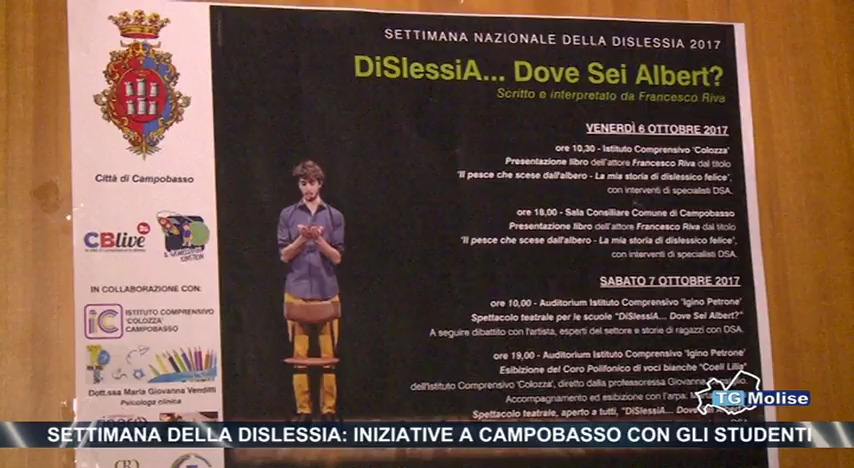 SETTIMANA NAZIONALE DELLA DISLESSIA 2017
DiSlessiA... Dove Sei Albert?
Scritto e interpretato da Francesco Riva
VENERDÌ 6 OTTOBRE 2017
ore 10,30 - Istituto Comprensivo 'Colozza'
Presentazione libro dell'attore Francesco Riva dal titolo
'Il pesce che scese dall'albero - La mia storia di dislessico felice',
con interventi di specialisti DSA.
ore 18,00 - Sala Consiliare Comune di Campobasso
Presentazione libro dell'attore Francesco Riva dal titolo
'Il pesce che scese dall'albero - La mia storia di dislessico felice',
con interventi di specialisti DSA.
SABATO 7 OTTOBRE 2017
ore 10,00 - Auditorium Istituto Comprensivo 'Igino Petrone'
Spettacolo teatrale per le scuole "DiSlessiA... Dove Sei Albert?"
A seguire dibattito con l'artista, esperti del settore e storie di ragazzi con DSA.
ore 19,00 - Auditorium Istituto Comprensivo 'Igino Petrone'
Esibizione del Coro Polifonico di voci bianche "Coeli Lilia"
dell'Istituto Comprensivo 'Colozza', diretto dalla professoressa Giovanna
Accompagnamento ed esibizione con l'arpa:
Spettacolo teatrale, aperto a tutti, "DiSlessiA... Dove Sei
Città di Campobasso
CBlive
IN COLLABORAZIONE CON:
iC
ISTITUTO COMPRENSIVO
'COLOZZA'
CAMPOBASSO
Dott.ssa Maria Giovanna Venditti
Psicologa clinica
TG Molise
SETTIMANA DELLA DISLESSIA: INIZIATIVE A CAMPOBASSO CON GLI STUDENTI